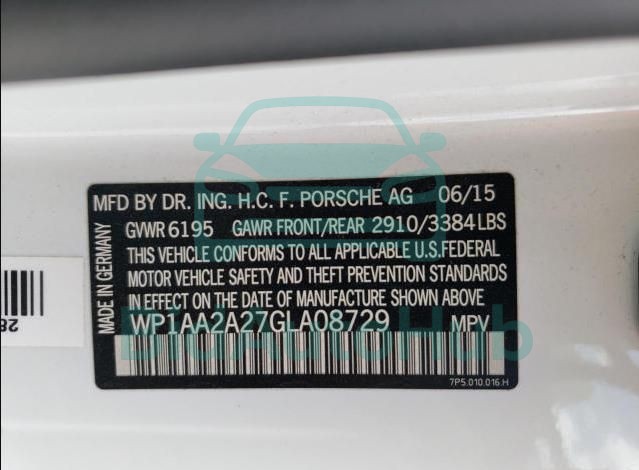 MFD BY DR. ING. H.C. F. PORSCHE AG 06/15
GVWR 6195 GAWR FRONT/REAR 2910/3384 LBS
THIS VEHICLE CONFORMS TO ALL APPLICABLE U.S. FEDERAL
MOTOR VEHICLE SAFETY AND THEFT PREVENTION STANDARDS
IN EFFECT ON THE DATE OF MANUFACTURE SHOWN ABOVE
WP1AA2A27GLA08729 MPV
7P5.010.016.H
MADE IN GERMANY
AutoHub
28